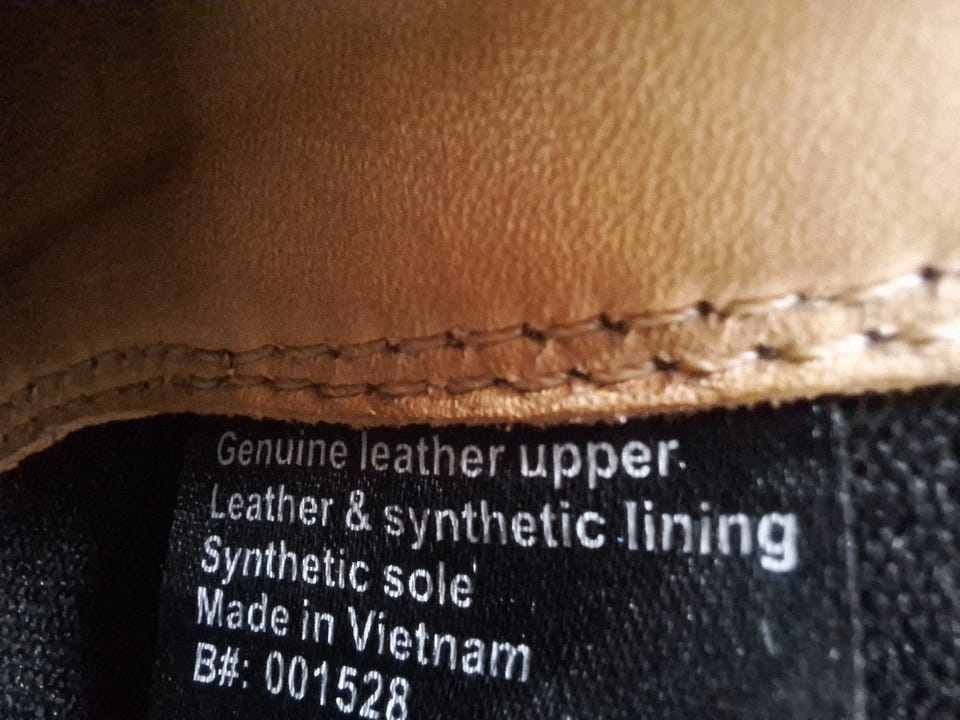 Genuine leather upper
Leather & synthetic lining
Synthetic sole
Made in Vietnam
B#: 001528